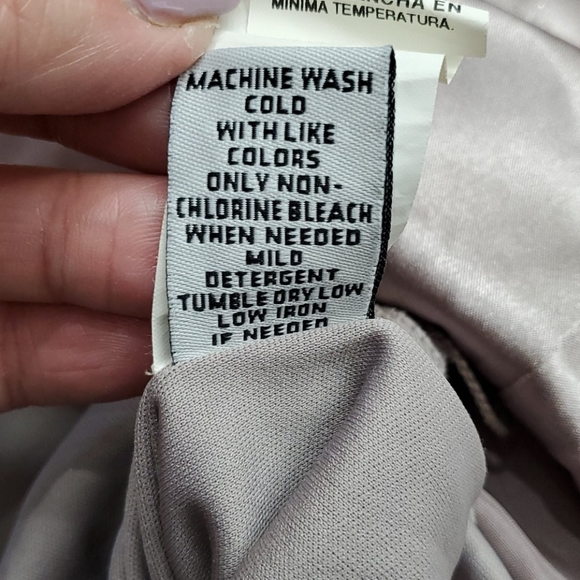 EN
MINIMA TEMPERATURA.
MACHINE WASH
COLD
WITH LIKE
COLORS
ONLY NON-
CHLORINE BLEACH
WHEN NEEDED
MILD
DETERGENT
TUMBLE DRY LOW
LOW IRON
IF NEEDED